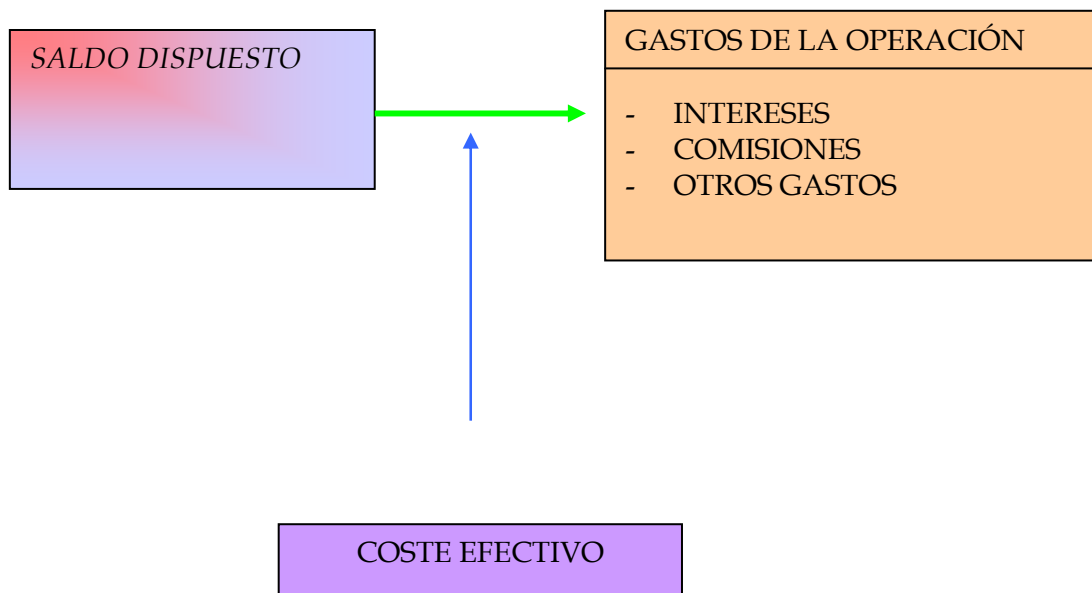 SALDO DISPUESTO
GASTOS DE LA OPERACIÓN
- INTERESES
- COMISIONES
- OTROS GASTOS
COSTE EFECTIVO